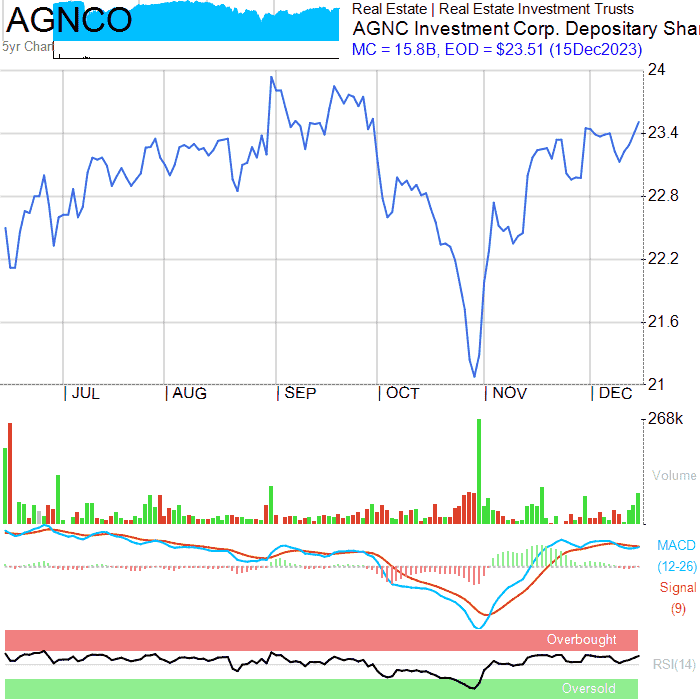 AGNCO
5yr Chart
Real Estate | Real Estate Investment Trusts
AGNC Investment Corp. Depositary Shar
MC = 15.8B, EOD = $23.51 (15Dec2023)
24
23.4
22.8
22.2
21.6
21
JUL AUG SEP OCT NOV DEC
268k
Volume
MACD
(12-26)
Signal
(9)
Overbought
RSI(14)
Oversold